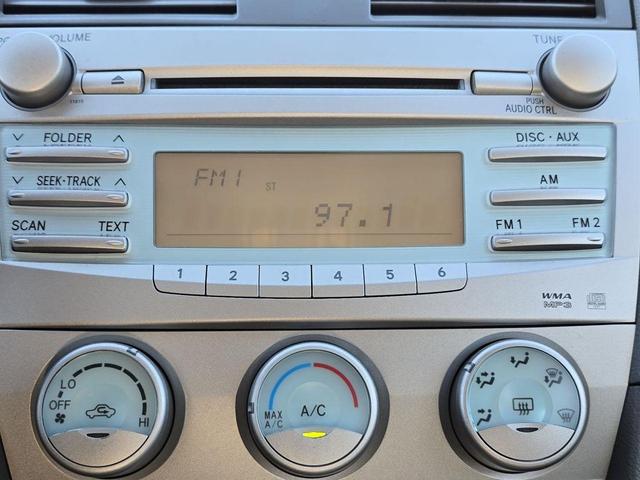 VOLUME
TUNE
11815
PUSH
AUDIO CTRL
FOLDER
DISC·AUX
SEEK·TRACK
AM
SCAN TEXT
FM1 FM2
FM1 ST
97.1
1 2 3 4 5 6
WMA
MP3
LO
OFF
HI
MAX
A/C
A/C